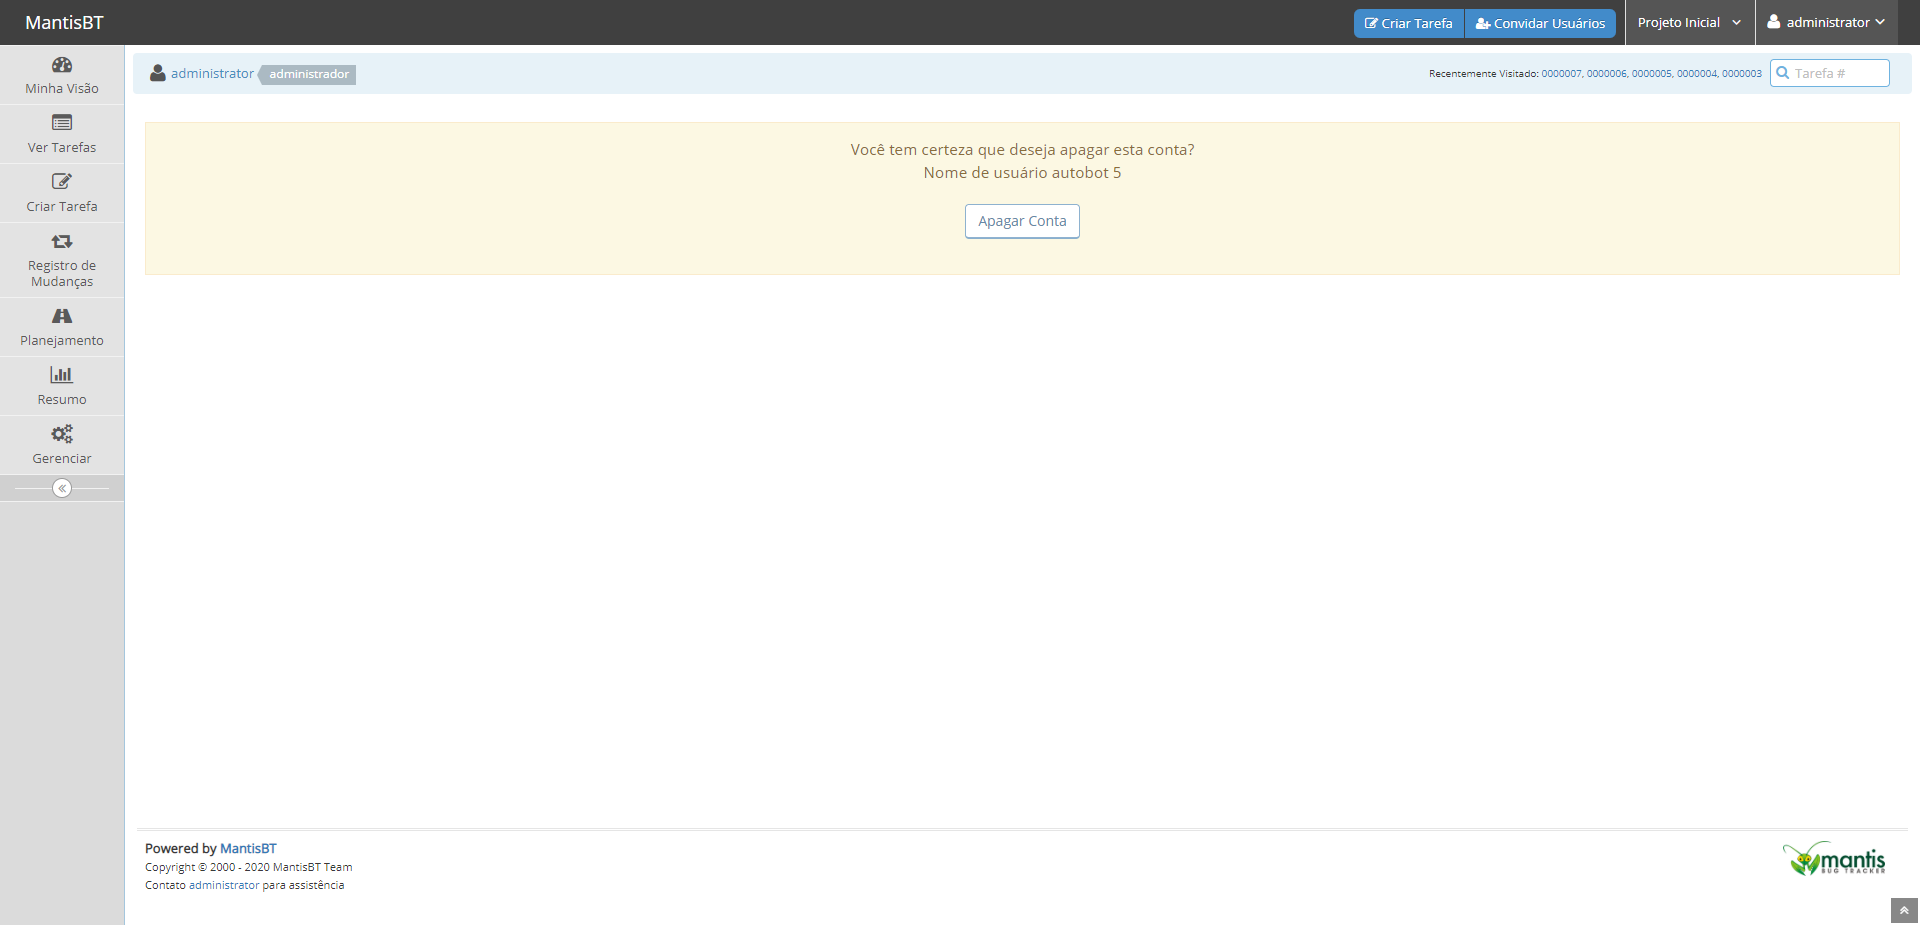 MantisBT
Criar Tarefa
Convidar Usuários
Projeto Inicial
administrator
Minha Visão
Ver Tarefas
Criar Tarefa
Registro de
Mudanças
Planejamento
Resumo
Gerenciar
administrator administrador
Recentemente Visitado: 0000007, 0000006, 0000005, 0000004, 0000003
Tarefa #
Você tem certeza que deseja apagar esta conta?
Nome de usuário autobot 5
Apagar Conta
Powered by MantisBT
Copyright © 2000 - 2020 MantisBT Team
Contato administrator para assistência
mantis
BUG TRACKER